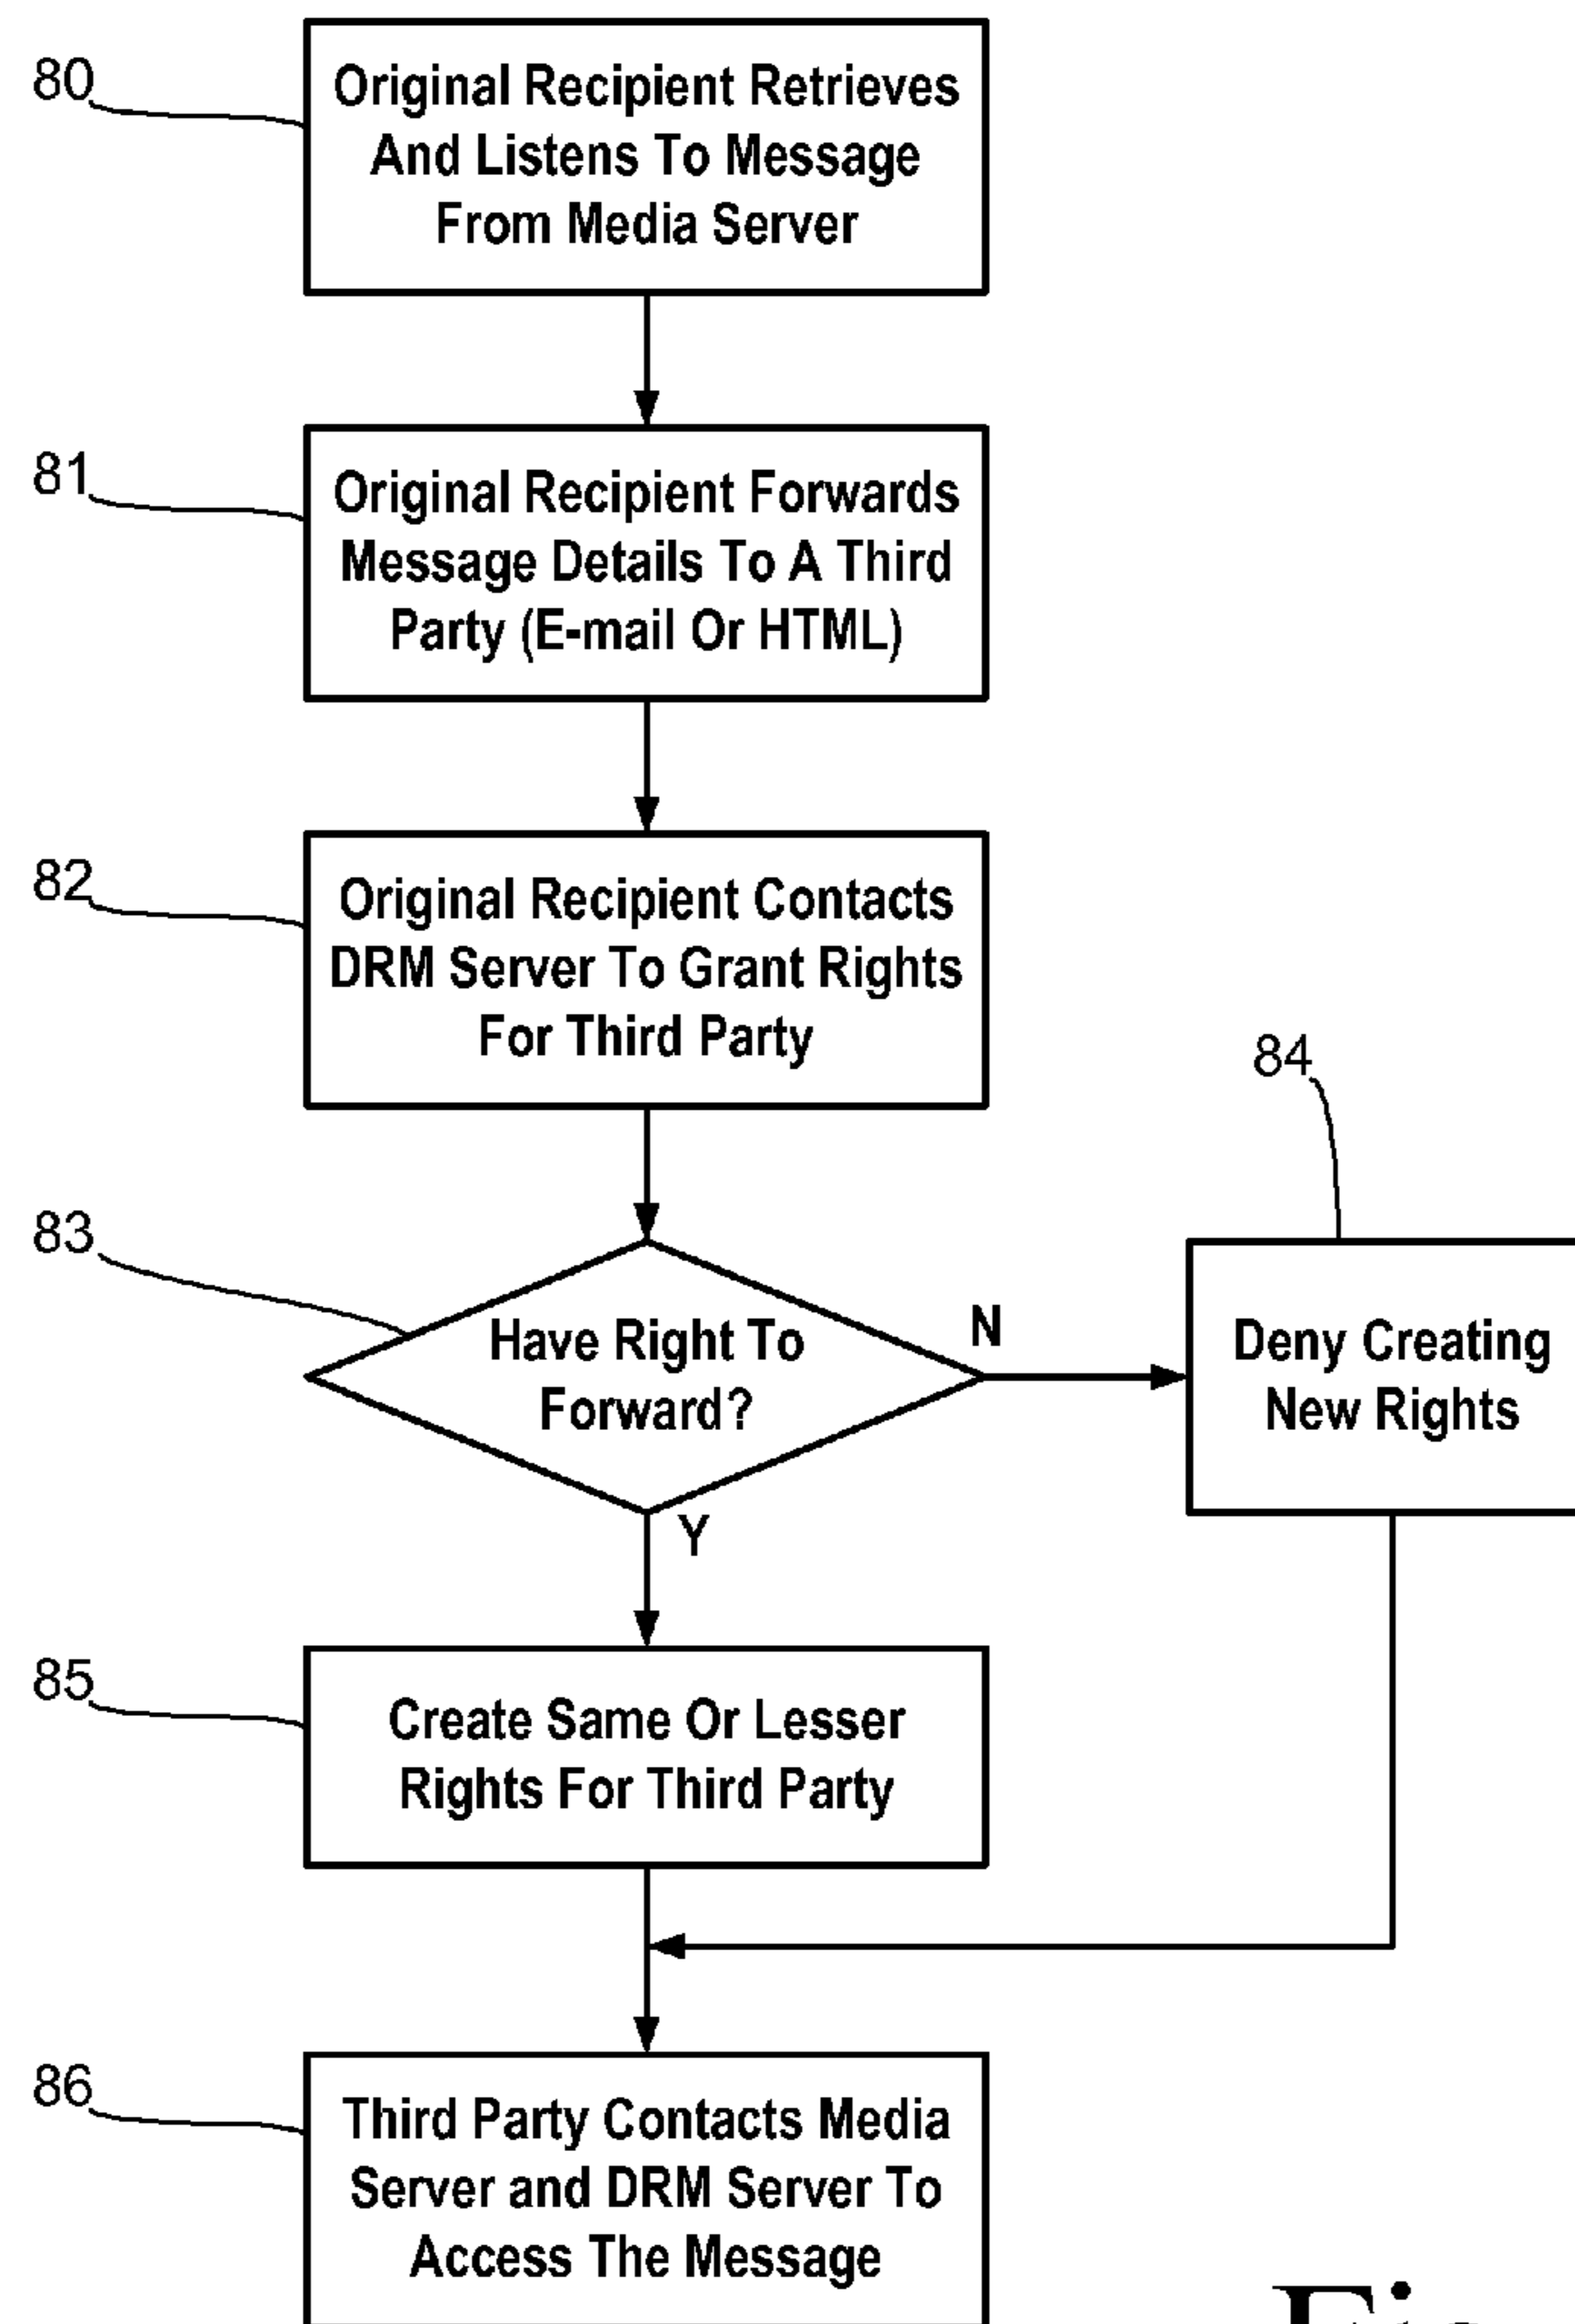 80
Original Recipient Retrieves
And Listens To Message
From Media Server
81
Original Recipient Forwards
Message Details To A Third
Party (E-mail Or HTML)
82
Original Recipient Contacts
DRM Server To Grant Rights
For Third Party
83
Have Right To
Forward?
N
84
Deny Creating
New Rights
Y
85
Create Same Or Lesser
Rights For Third Party
86
Third Party Contacts Media
Server and DRM Server To
Access The Message